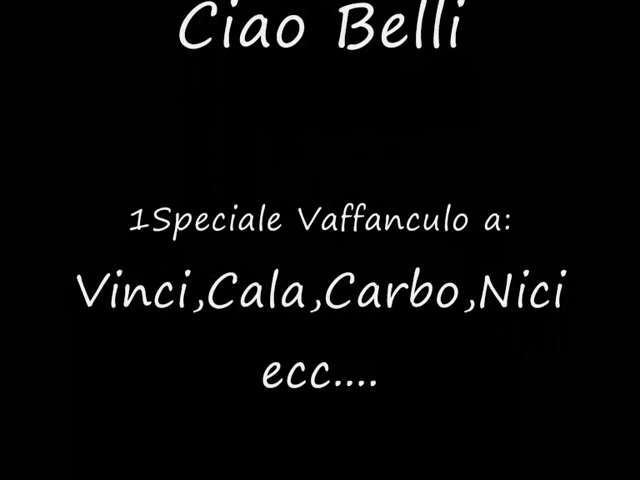 Ciao Belli
1Speciale Vaffanculo a:
Vinci,Cala,Carbo,Nici
ecc....